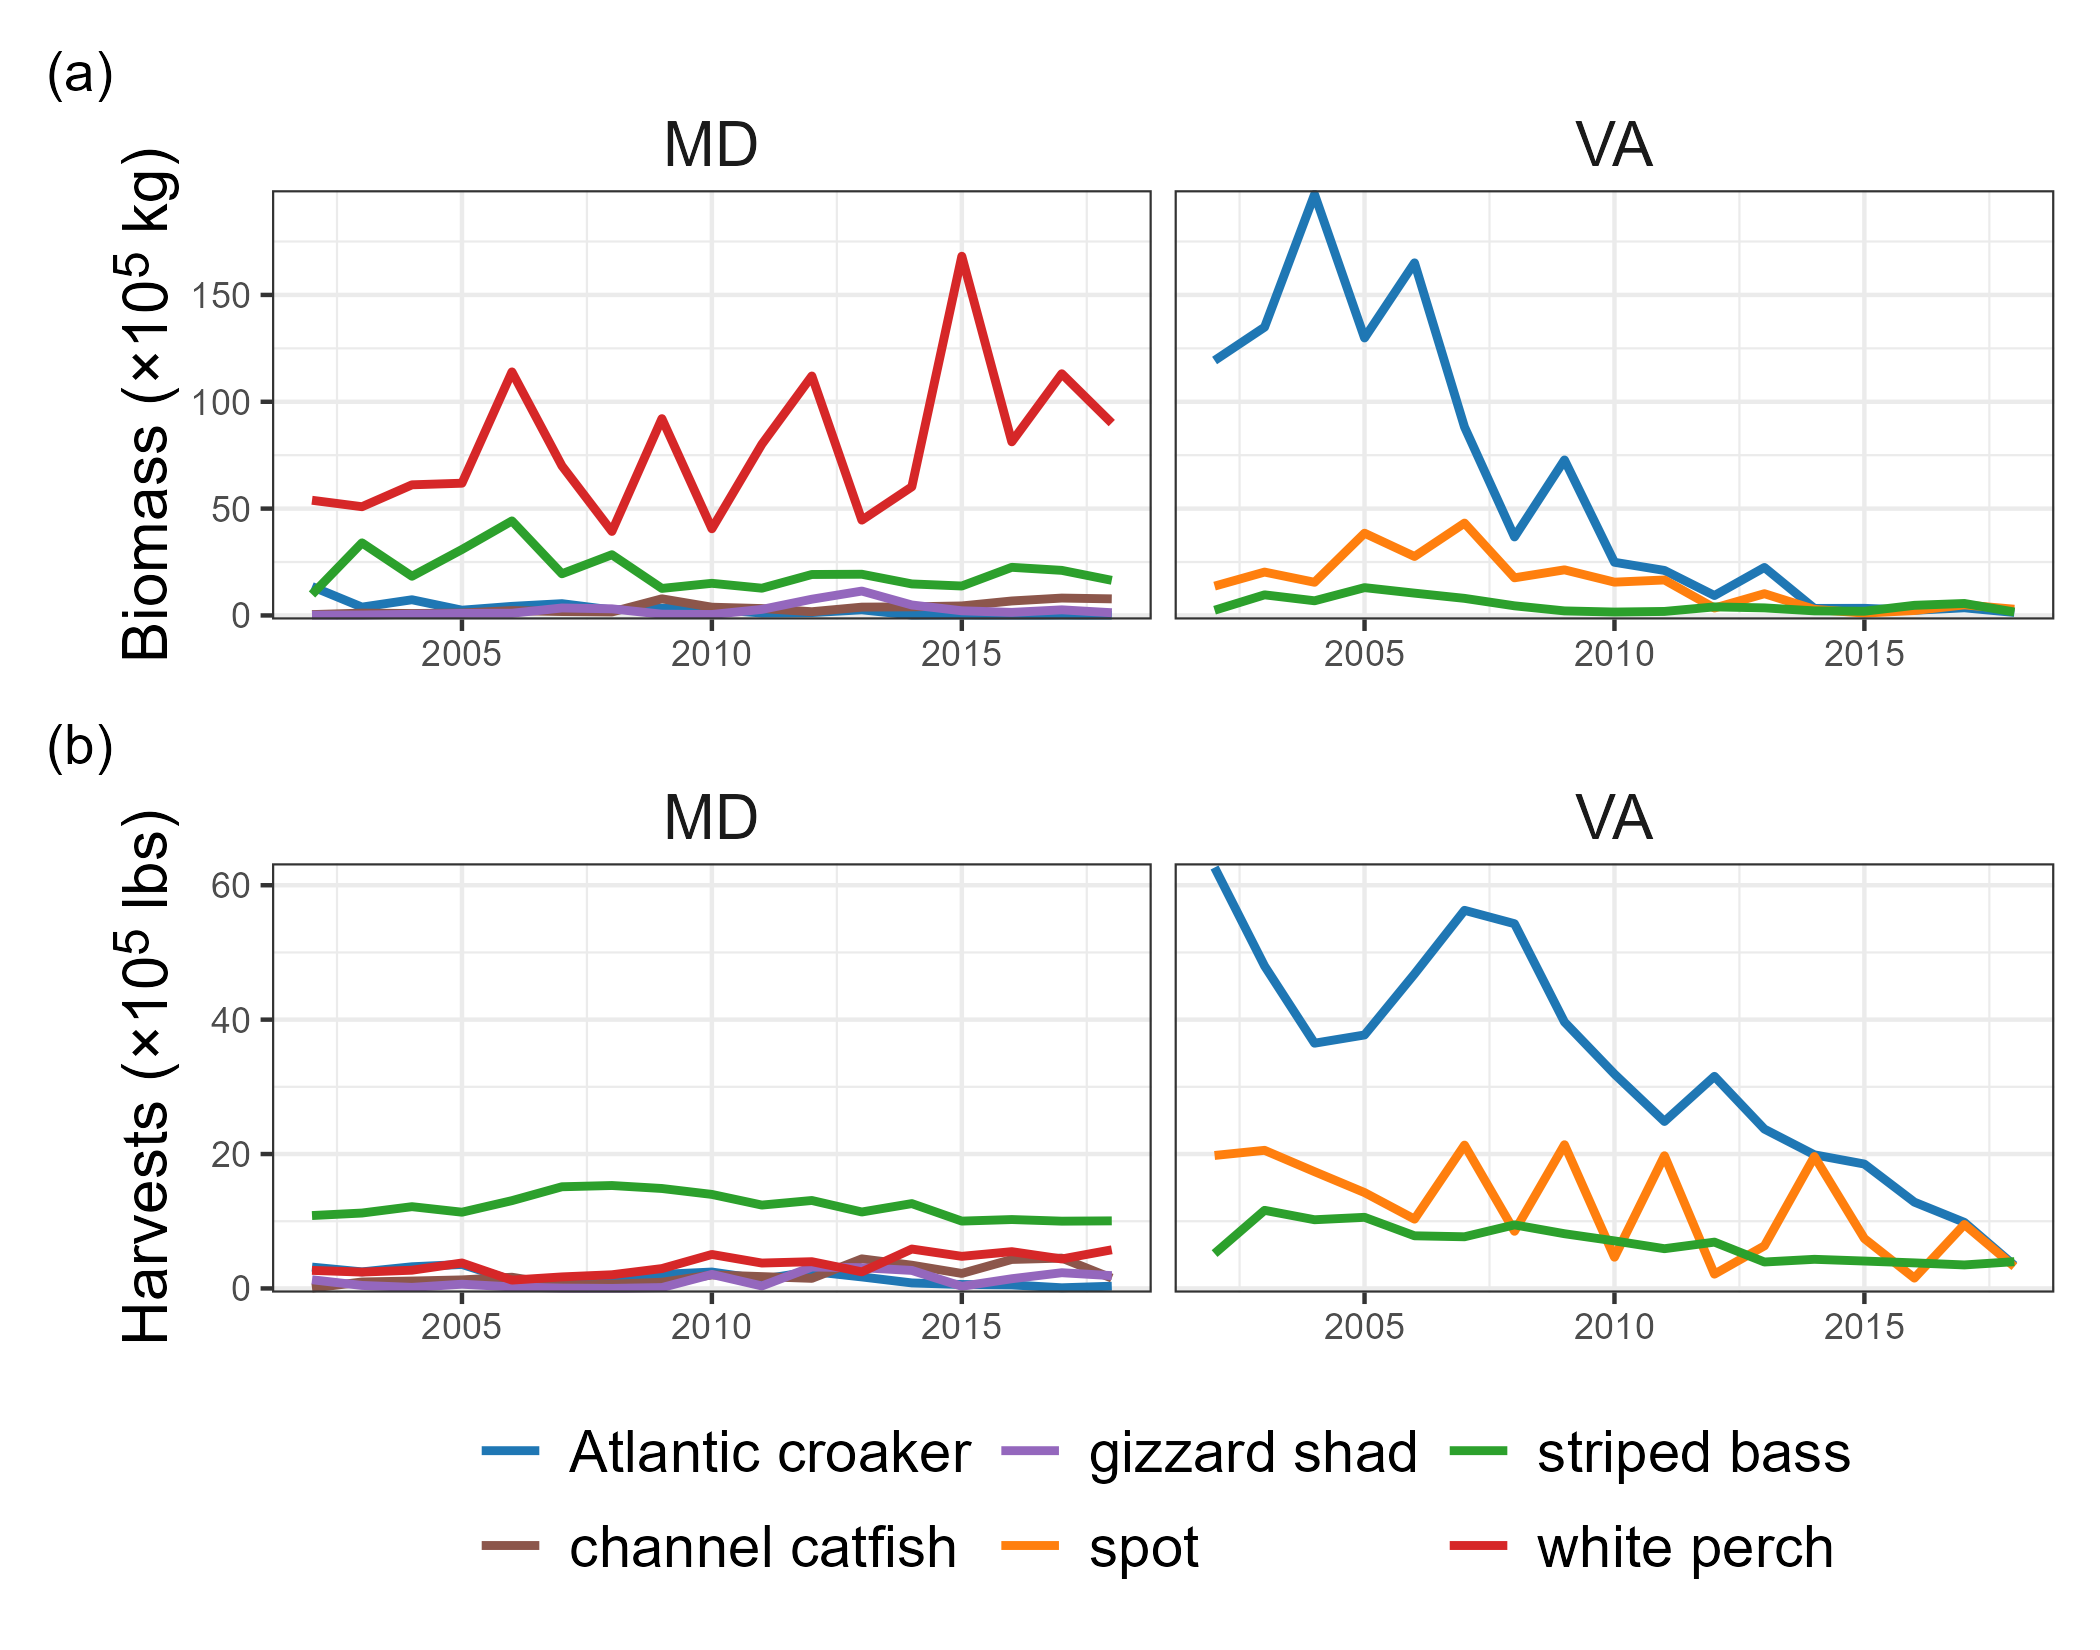 (a)
MD VA
Biomass (×10⁵ kg)
150
100
50
0
2005 2010 2015 2005 2010 2015
(b)
MD VA
Harvests (×10⁵ lbs)
60
40
20
0
2005 2010 2015 2005 2010 2015
Atlantic croaker gizzard shad striped bass
channel catfish spot white perch